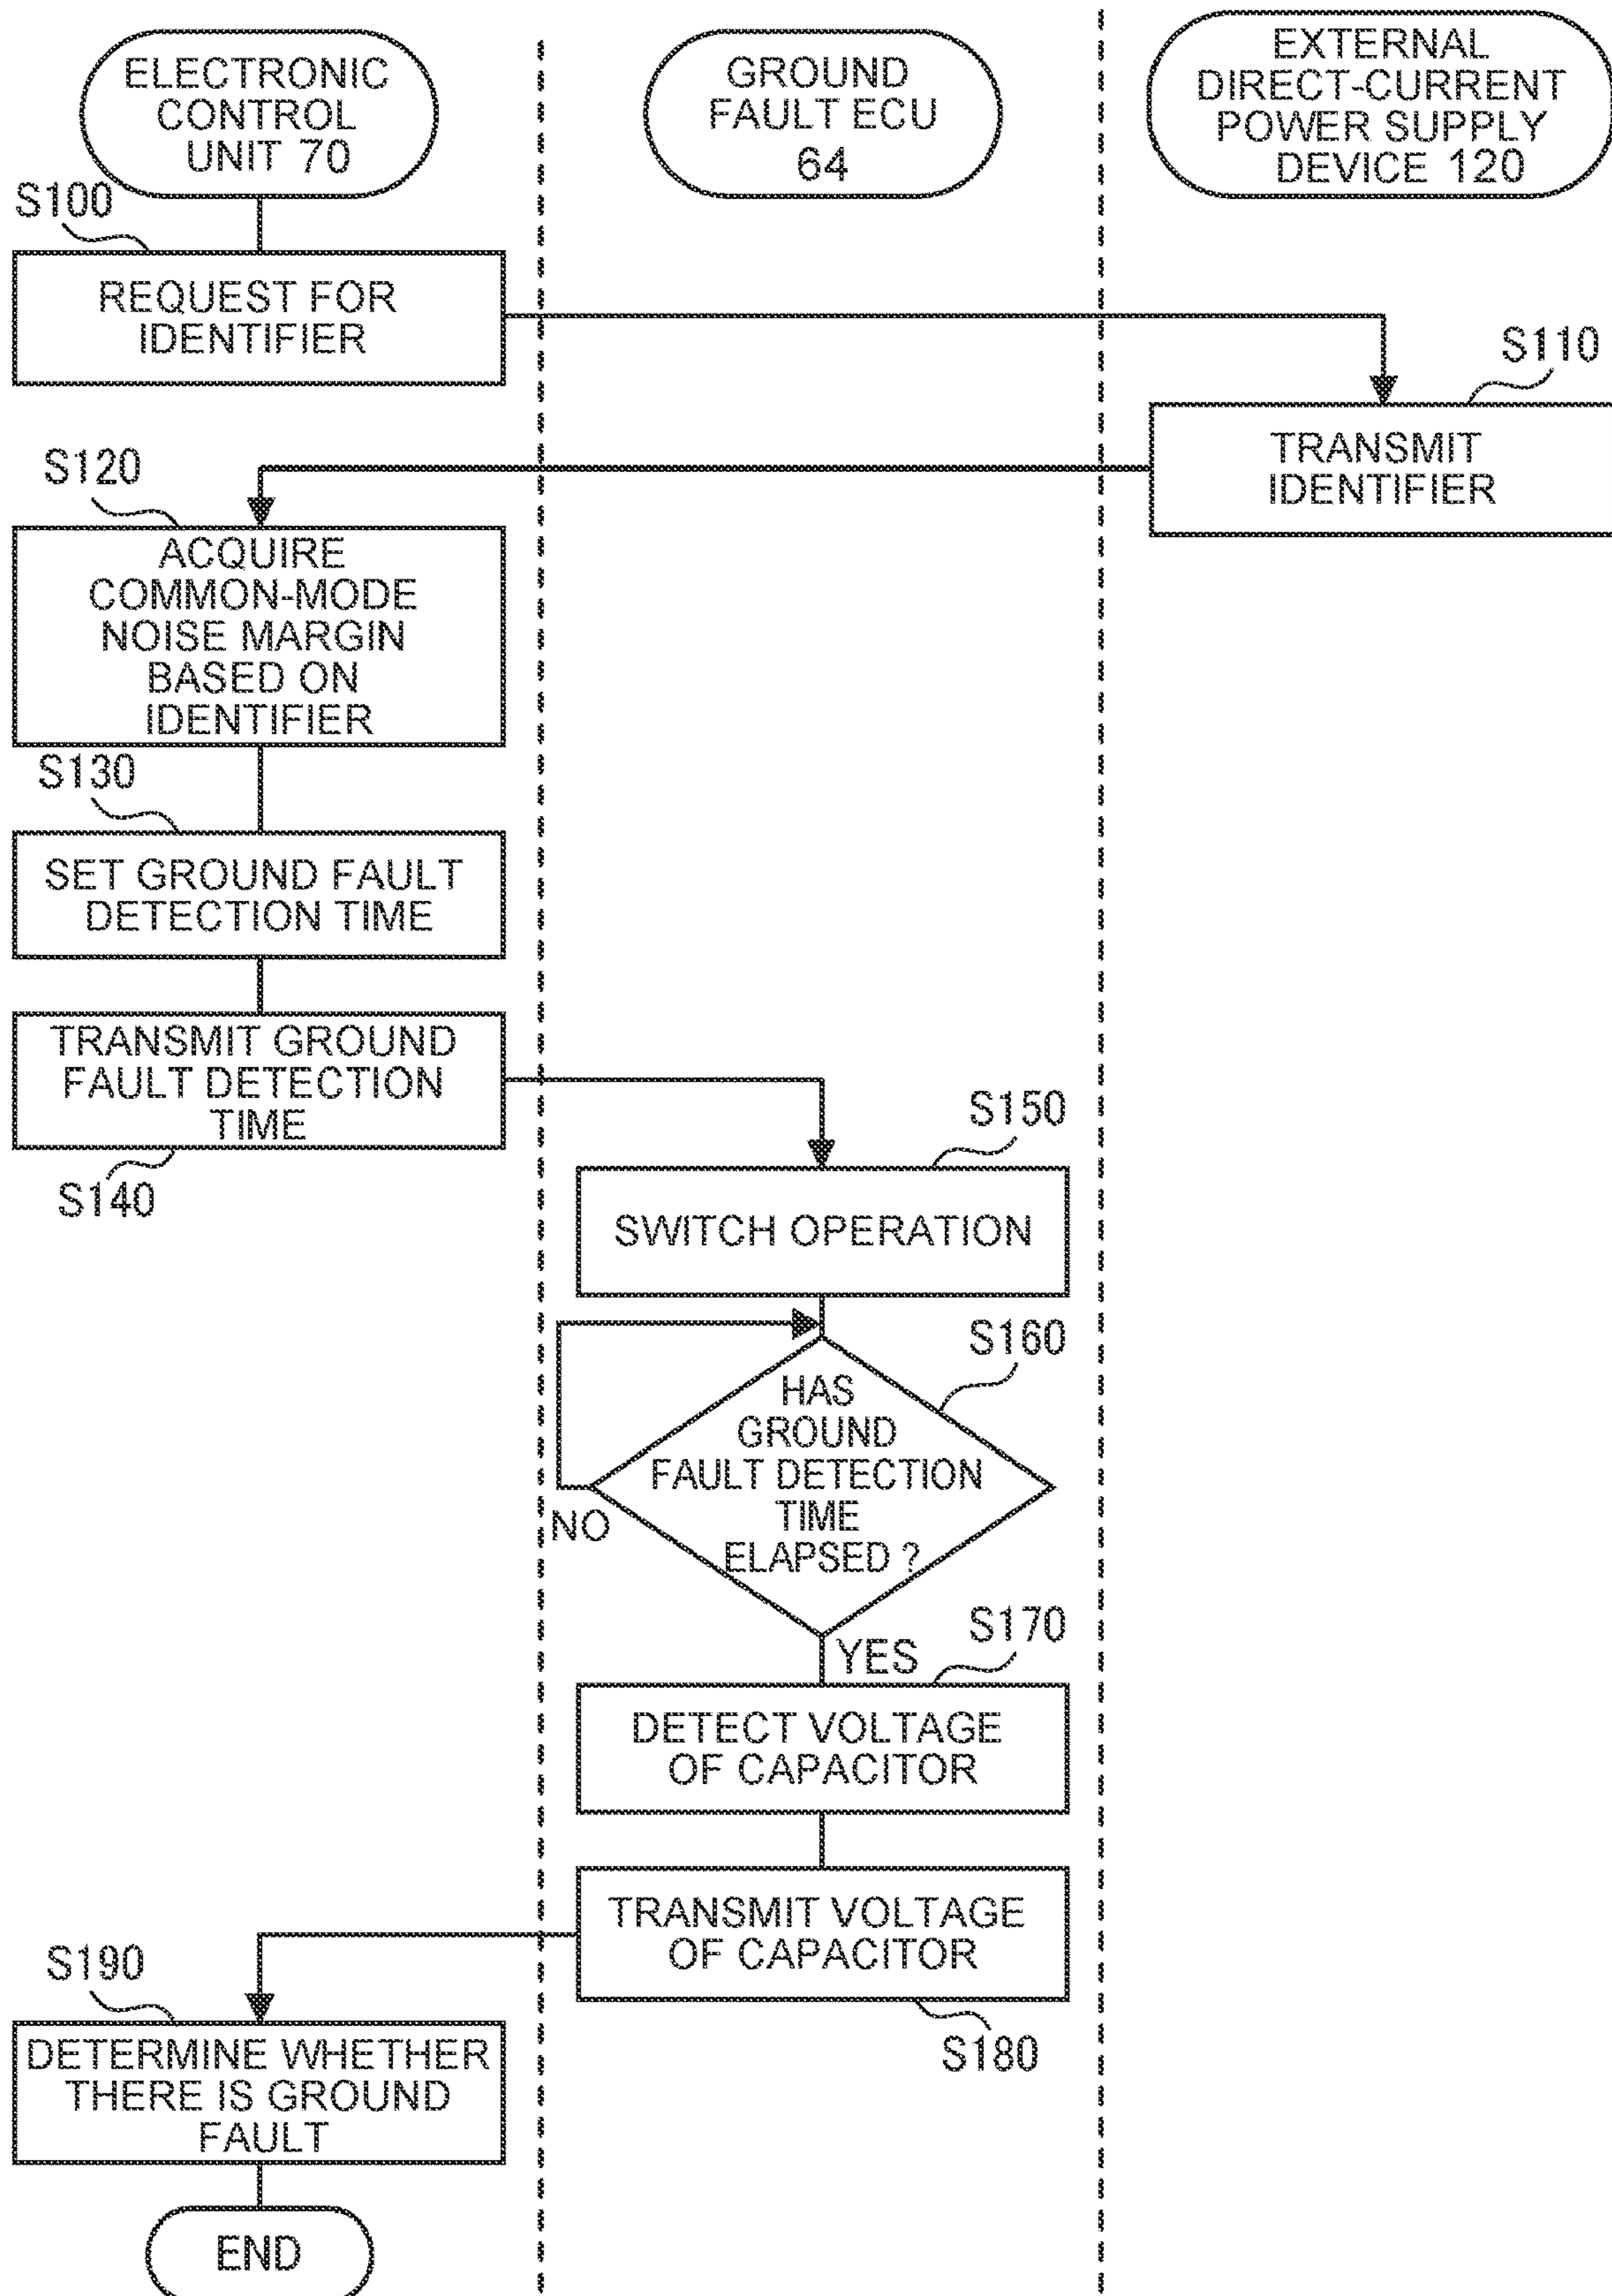 ELECTRONIC
CONTROL
UNIT 70
GROUND
FAULT ECU
64
EXTERNAL
DIRECT-CURRENT
POWER SUPPLY
DEVICE 120
S100
REQUEST FOR
IDENTIFIER
S110
TRANSMIT
IDENTIFIER
S120
ACQUIRE
COMMON-MODE
NOISE MARGIN
BASED ON
IDENTIFIER
S130
SET GROUND FAULT
DETECTION TIME
TRANSMIT GROUND
FAULT DETECTION
TIME
S140
S150
SWITCH OPERATION
S160
HAS
GROUND
FAULT DETECTION
TIME
ELAPSED ?
NO
YES
S170
DETECT VOLTAGE
OF CAPACITOR
TRANSMIT VOLTAGE
OF CAPACITOR
S180
S190
DETERMINE WHETHER
THERE IS GROUND
FAULT
END